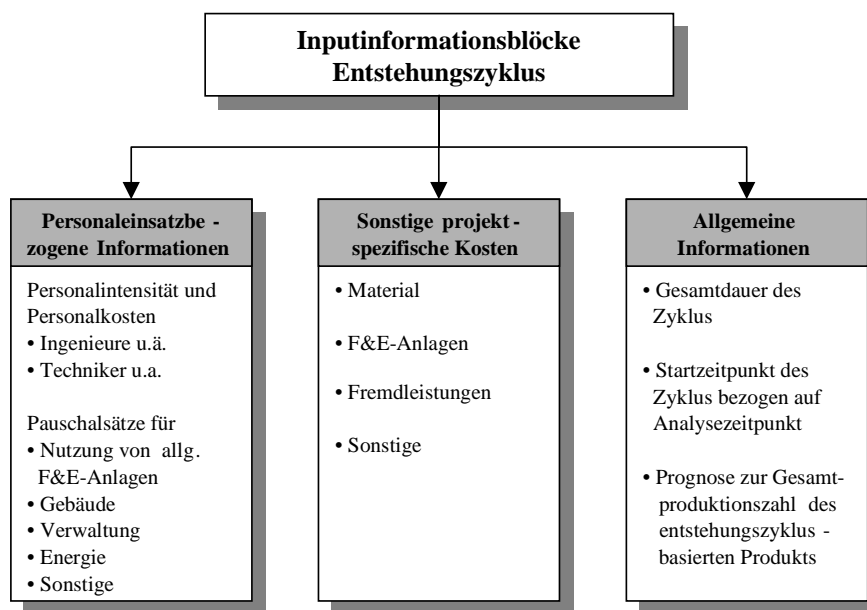 Inputinformationsblöcke
Entstehungszyklus
Personaleinsatzbe -
zogene Informationen
Personalintensität und
Personalkosten
• Ingenieure u.ä.
• Techniker u.a.
Pauschalsätze für
• Nutzung von allg.
F&E-Anlagen
• Gebäude
• Verwaltung
• Energie
• Sonstige
Sonstige projekt -
spezifische Kosten
• Material
• F&E-Anlagen
• Fremdleistungen
• Sonstige
Allgemeine
Informationen
• Gesamtdauer des
Zyklus
• Startzeitpunkt des
Zyklus bezogen auf
Analysezeitpunkt
• Prognose zur Gesamt-
produktionszahl des
entstehungszyklus -
basierten Produkts